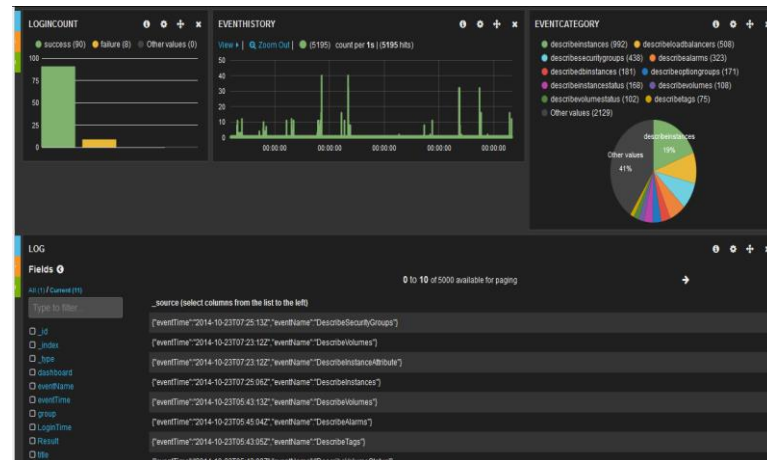 LOGINCOUNT
success (90) failure (8) Other values (0)
100
75
50
25
0
EVENTHISTORY
View | Zoom Out | (5195) count per 1s | (5195 hits)
50
40
30
20
10
0
00:00:00 00:00:00 00:00:00 00:00:00 00:00:00
EVENTCATEGORY
describeinstances (992) describeloadbalancers (508)
describesecuritygroups (438) describealarms (323)
describedbinstances (181) describeoptiongroups (171)
describeinstancestatus (168) describevolumes (108)
describevolumestatus (102) describetags (75)
Other values (2129)
describeinstances
19%
Other values
41%
LOG
Fields
All (1) / Current (11)
Type to filter...
_id
_index
_type
dashboard
eventName
eventTime
group
LoginTime
Result
title
0 to 10 of 5000 available for paging
_source (select columns from the list to the left)
{"eventTime":"2014-10-23T07:25:13Z","eventName":"DescribeSecurityGroups"}
{"eventTime":"2014-10-23T07:23:12Z","eventName":"DescribeVolumes"}
{"eventTime":"2014-10-23T07:23:12Z","eventName":"DescribeInstanceAttribute"}
{"eventTime":"2014-10-23T07:25:06Z","eventName":"DescribeInstances"}
{"eventTime":"2014-10-23T05:43:13Z","eventName":"DescribeVolumes"}
{"eventTime":"2014-10-23T05:45:04Z","eventName":"DescribeAlarms"}
{"eventTime":"2014-10-23T05:43:05Z","eventName":"DescribeTags"}